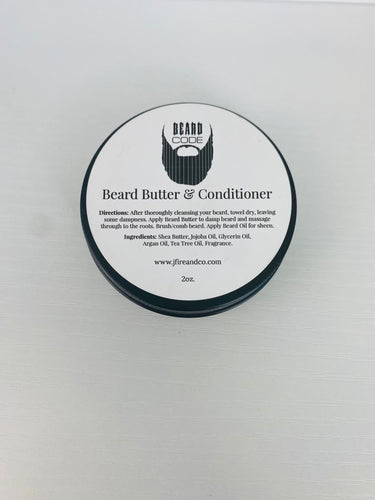 BEARD
CODE
Beard Butter & Conditioner
Directions: After thoroughly cleansing your beard, towel dry, leaving
some dampness. Apply Beard Butter to damp beard and massage
through to the roots. Brush/comb beard. Apply Beard Oil for sheen.
Ingredients: Shea Butter, Jojoba Oil, Glycerin Oil,
Argan Oil, Tea Tree Oil, Fragrance.
www.jfireandco.com
2oz.